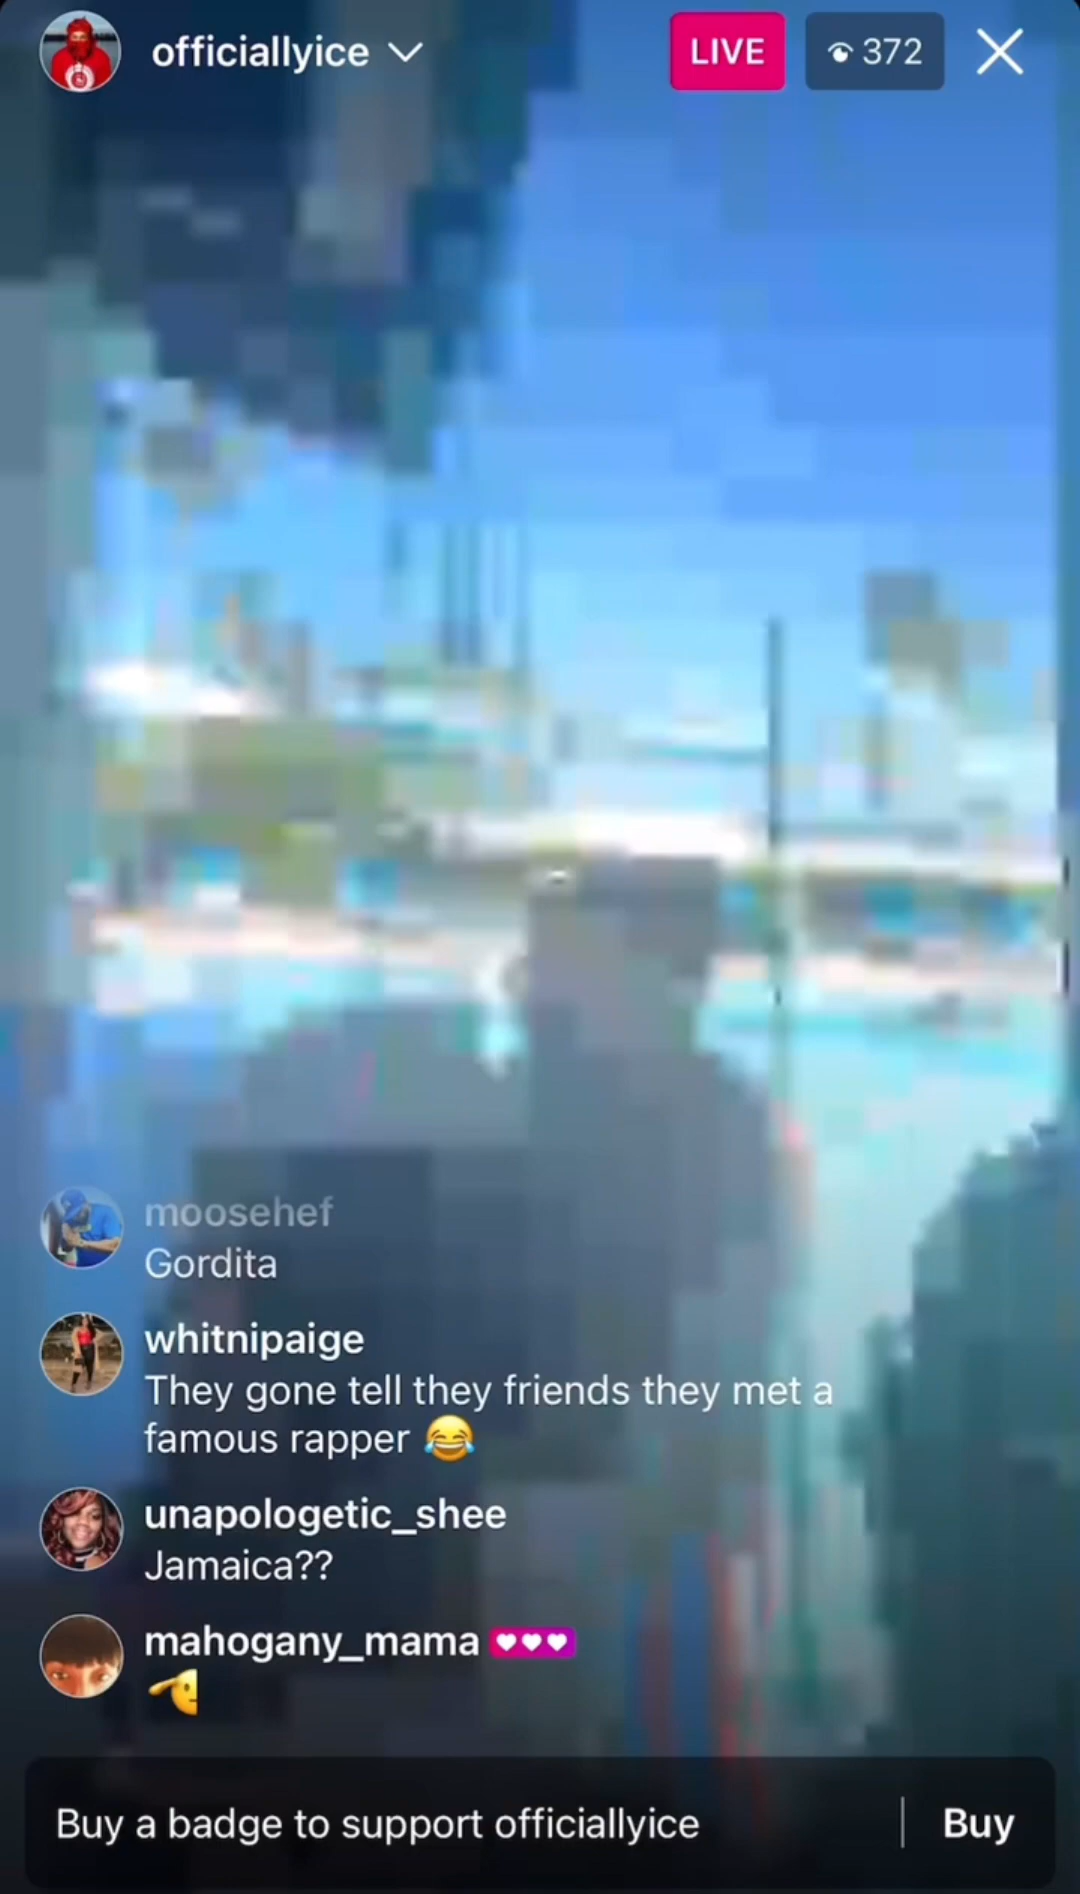 officiallyice
LIVE
372
moosehef
Gordita
whitnipaige
They gone tell they friends they met a
famous rapper 😂
unapologetic_shee
Jamaica??
mahogany_mama
Buy a badge to support officiallyice
Buy